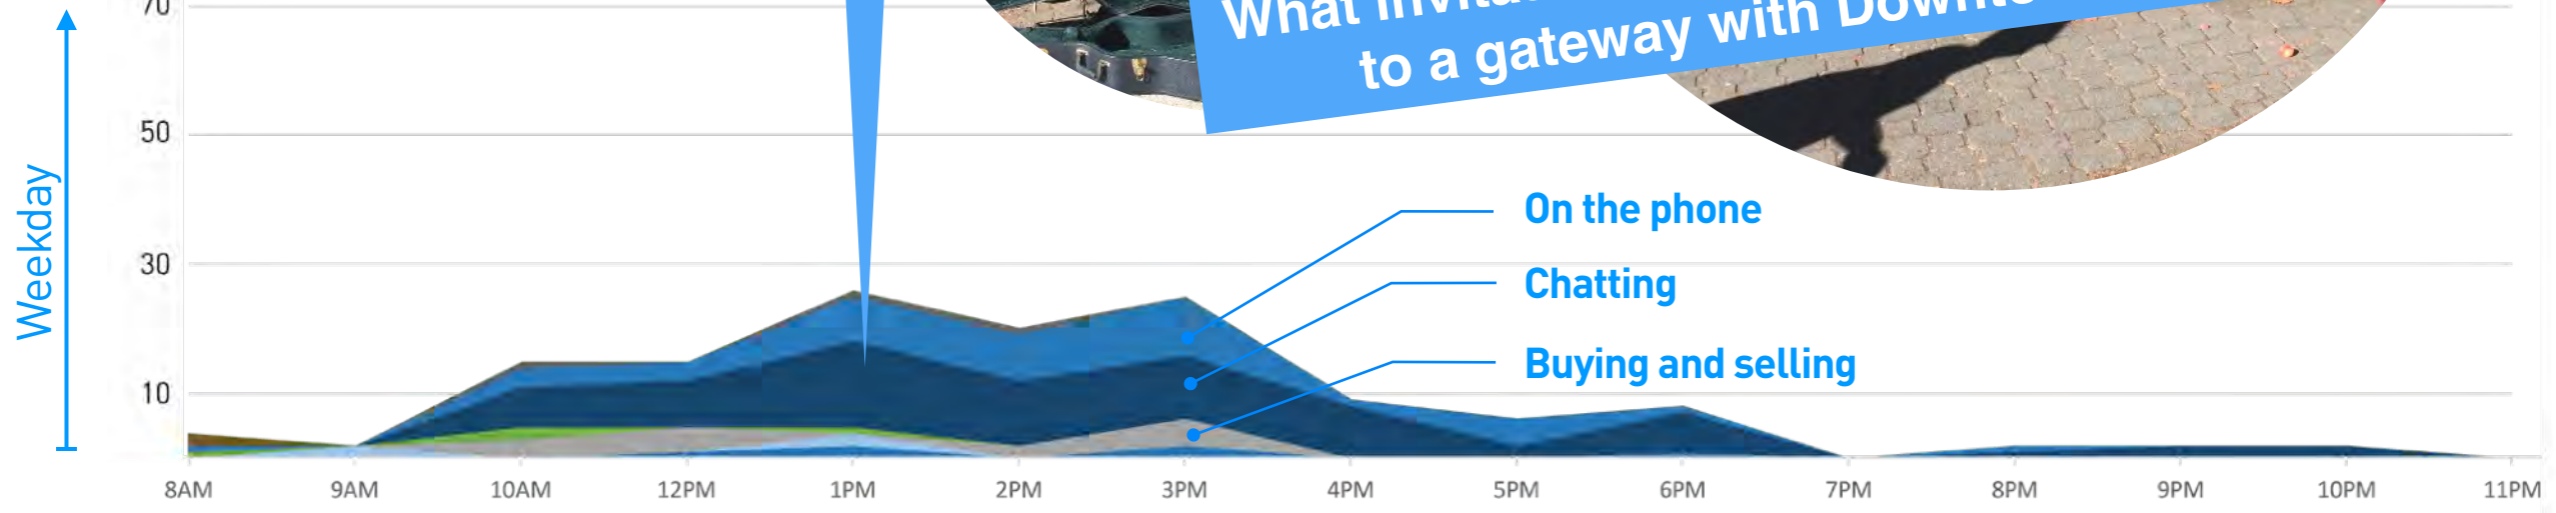 70
What
to a gateway with
50
Weekday
On the phone
30
Chatting
Buying and selling
10
8AM 9AM 10AM 12PM 1PM 2PM 3PM 4PM 5PM 6PM 7PM 8PM 9PM 10PM 11PM